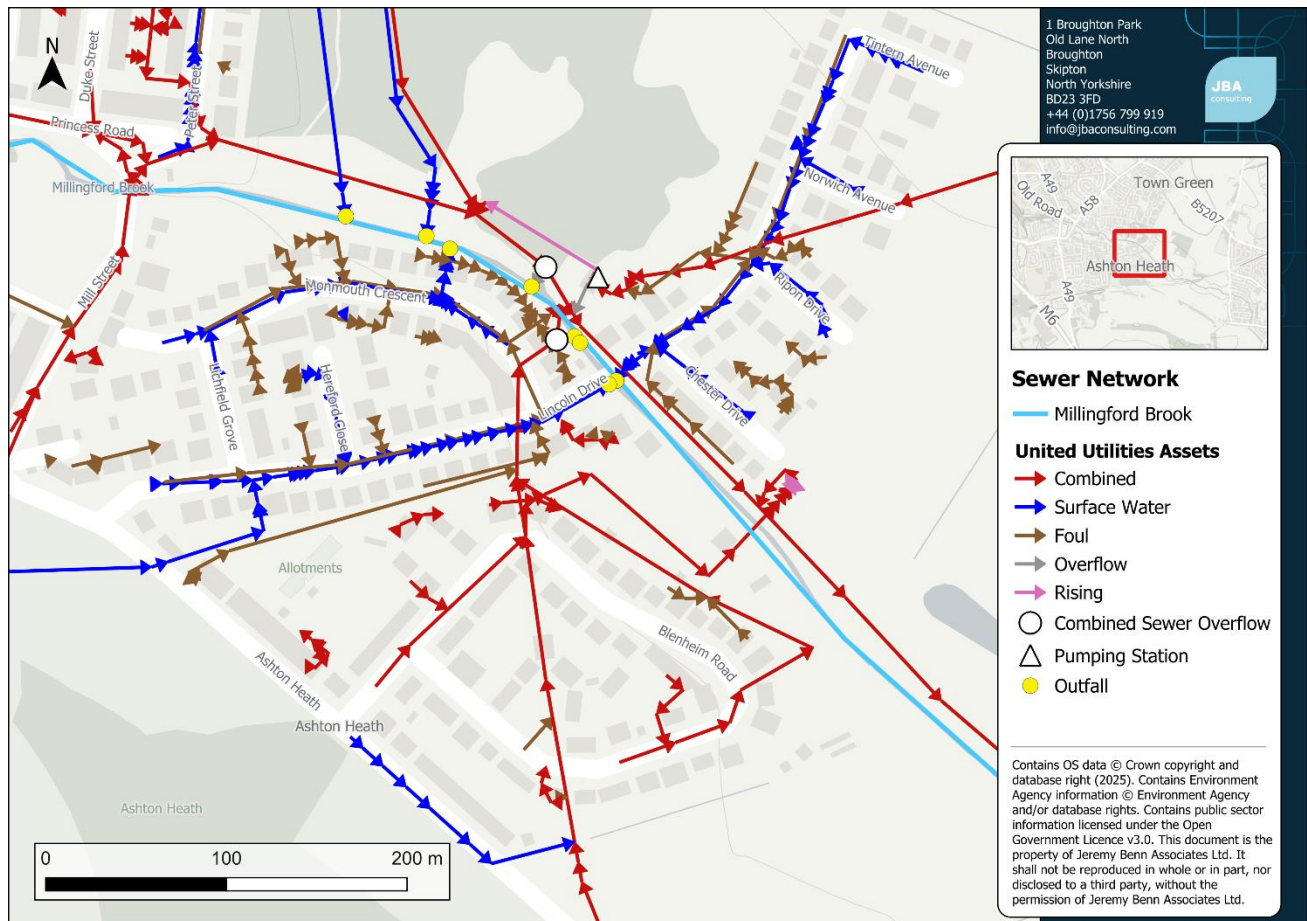 N
Duke Street
Peter Street
Princess Road
Millingford Brook
Mill Street
Monmouth Crescent
Lichfield Grove
Hereford Close
Lincoln Drive
Tintern Avenue
Norwich Avenue
Ripon Drive
Chester Drive
Allotments
Blenheim Road
Ashton Heath
Ashton Heath
Ashton Heath
0 100 200 m
1 Broughton Park
Old Lane North
Broughton
Skipton
North Yorkshire
BD23 3FD
+44 (0)1756 799 919
info@jbaconsulting.com
JBA
consulting
A49
Old Road
A58
Town Green
BS207
Ashton Heath
A49
M6
Sewer Network
Millingford Brook
United Utilities Assets
Combined
Surface Water
Foul
Overflow
Rising
Combined Sewer Overflow
Pumping Station
Outfall
Contains OS data © Crown copyright and
database right (2025). Contains Environment
Agency information © Environment Agency
and/or database rights. Contains public sector
information licensed under the Open
Government Licence v3.0. This document is the
property of Jeremy Benn Associates Ltd. It
shall not be reproduced in whole or in part, nor
disclosed to a third party, without the
permission of Jeremy Benn Associates Ltd.